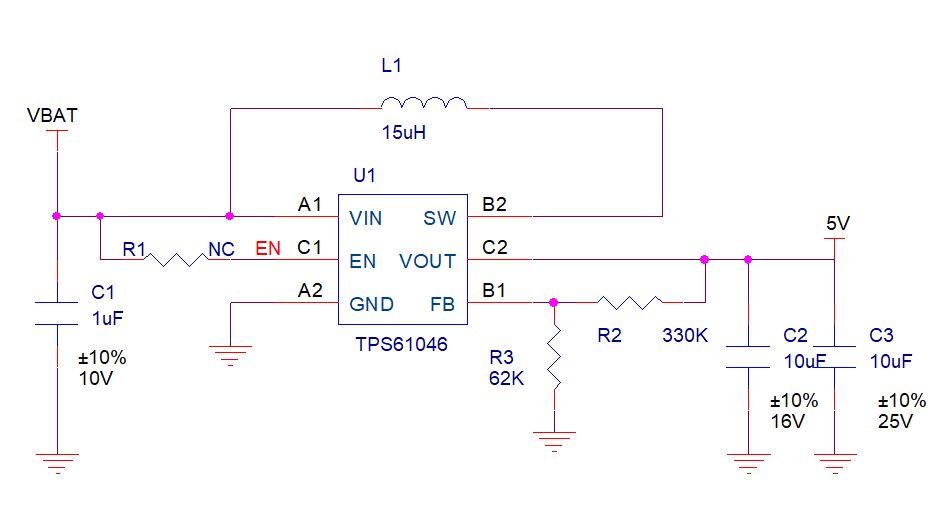 L1
15uH
VBAT
U1
A1
VIN
SW
B2
R1
NC
EN
C1
EN
VOUT
C2
5V
A2
GND
FB
B1
TPS61046
C1
1uF
±10%
10V
R2
330K
R3
62K
C2
10uF
±10%
16V
C3
10uF
±10%
25V